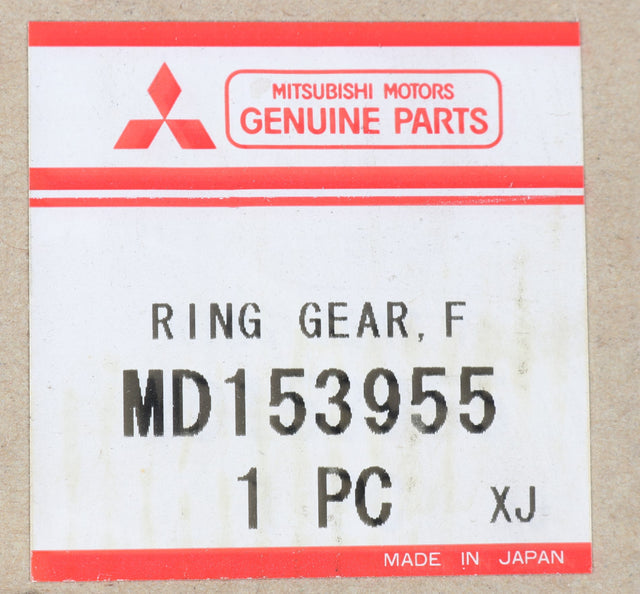 MITSUBISHI MOTORS
GENUINE PARTS
RING GEAR, F
MD153955
1 PC XJ
MADE IN JAPAN